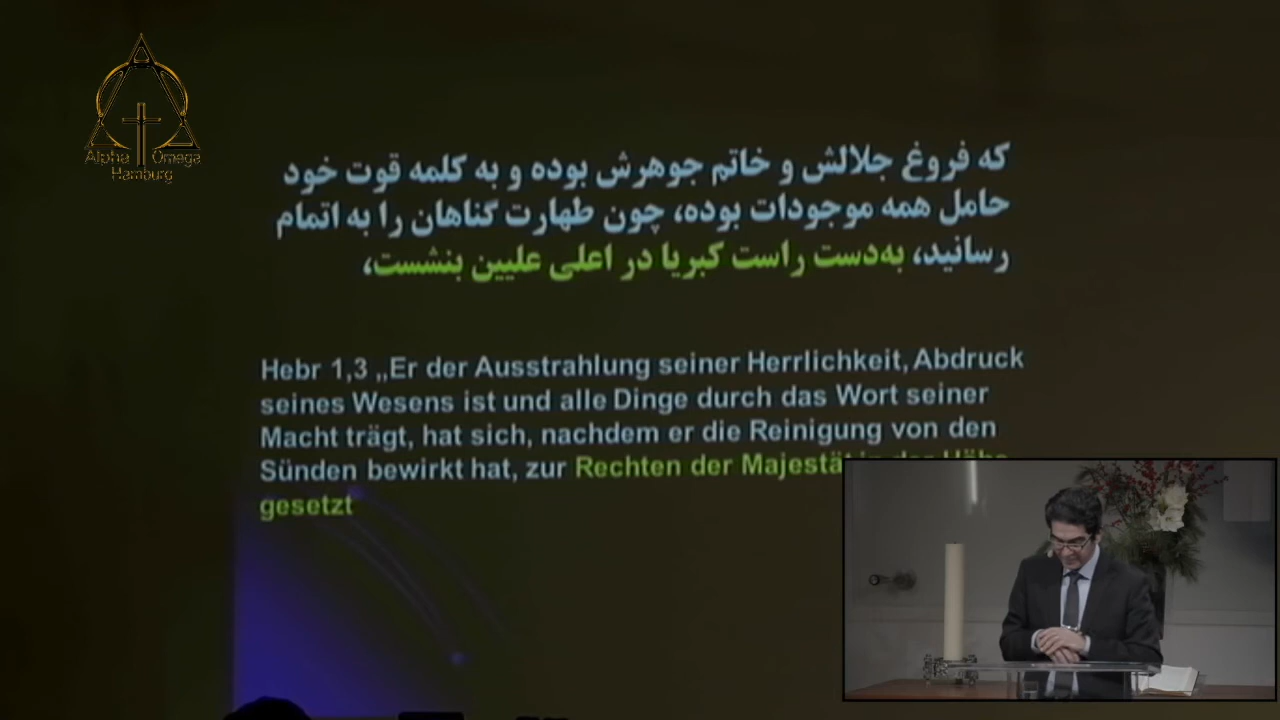 Alpha Omega
Hamburg
که فروغ جلالش و خاتم جوهرش بوده و به کلمه قوت خود
حامل همه موجودات بوده، چون طهارت گناهان را به اتمام
رسانید، به‌دست راست کبریا در اعلی علیین بنشست،
Hebr 1,3 „Er der Ausstrahlung seiner Herrlichkeit, Abdruck
seines Wesens ist und alle Dinge durch das Wort seiner
Macht trägt, hat sich, nachdem er die Reinigung von den
Sünden bewirkt hat, zur Rechten der Majestät
gesetzt